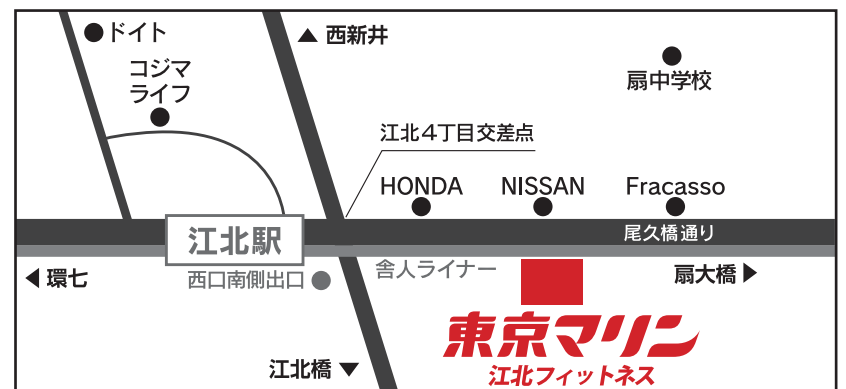 ドイト
西新井
コジマ
ライフ
扇中学校
江北4丁目交差点
HONDA
NISSAN
Fracasso
江北駅
尾久橋通り
環七
西口南側出口
舎人ライナー
扇大橋
東京マリン
江北フィットネス
江北橋